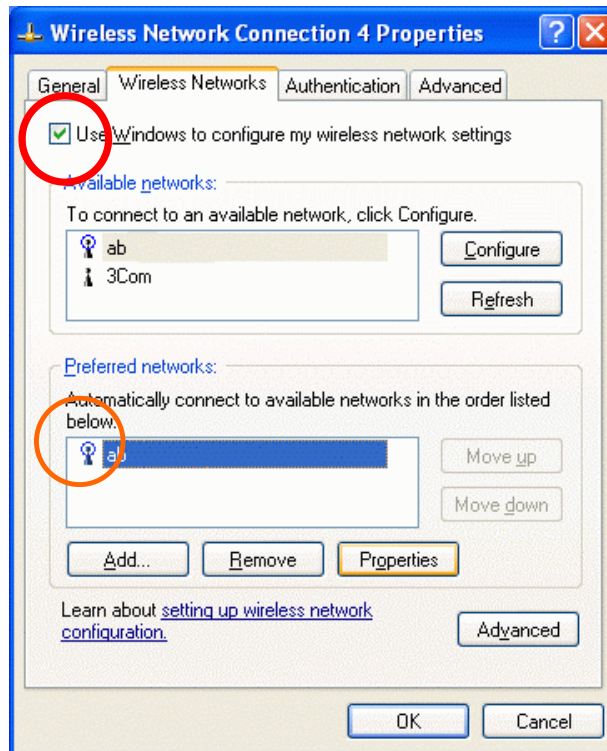 Wireless Network Connection 4 Properties
General Wireless Networks Authentication Advanced
Use Windows to configure my wireless network settings
Available networks:
To connect to an available network, click Configure.
ab
Configure
3Com
Refresh
Preferred networks:
Automatically connect to available networks in the order listed
below:
ab
Move up
Move down
Add... Remove Properties
Learn about setting up wireless network
configuration.
Advanced
OK Cancel